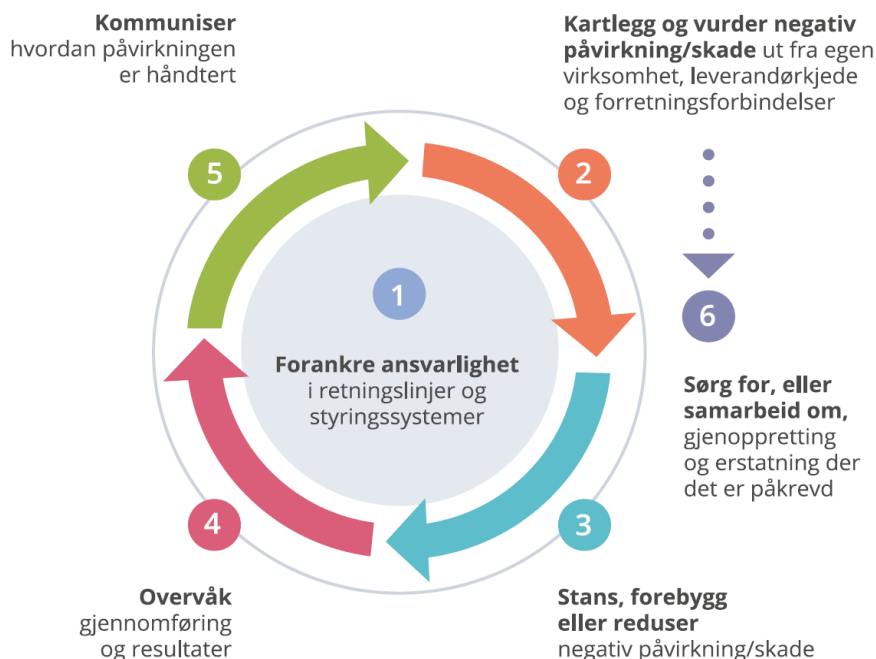 Kommuniser
hvordan påvirkningen
er håndtert
Kartlegg og vurder negativ
påvirkning/skade ut fra egen
virksomhet, leverandørkjede
og forretningsforbindelser
5
2
1
Forankre ansvarlighet
i retningslinjer og
styringssystemer
6
Sørg for, eller
samarbeid om,
gjenoppretting
og erstatning der
det er påkrevd
4
3
Overvåk
gjennomføring
og resultater
Stans, forebygg
eller reduser
negativ påvirkning/skade